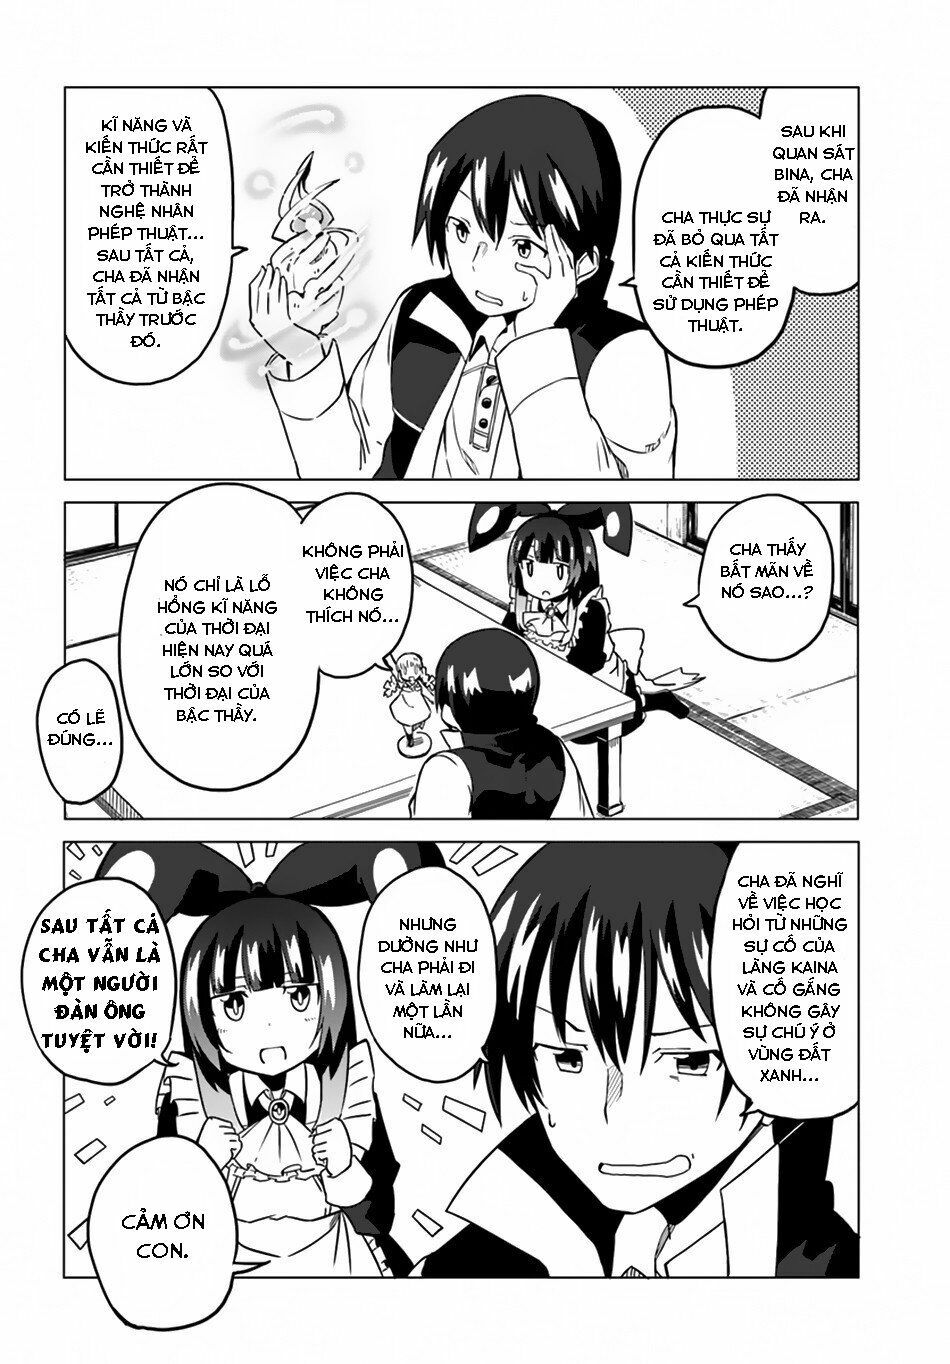 SAU KHI
QUAN SÁT
BINA, CHA
ĐÃ NHẬN
RA.
CHA THỰC SỰ
ĐÃ BỎ QUA TẤT
CẢ KIẾN THỨC
CẦN THIẾT ĐỂ
SỬ DỤNG PHÉP
THUẬT.
KĨ NĂNG VÀ
KIẾN THỨC RẤT
CẦN THIẾT ĐỂ
TRỞ THÀNH
NGHỆ NHÂN
PHÉP THUẬT...
SAU TẤT CẢ,
CHA ĐÃ NHẬN
TẤT CẢ TỪ BẬC
THẦY TRƯỚC
ĐÓ.
CHA THẤY
BẤT MÃN VỀ
NÓ SAO...?
KHÔNG PHẢI
VIỆC CHA
KHÔNG
THÍCH NÓ...
NÓ CHỈ LÀ LỖ
HỔNG KĨ NĂNG
CỦA THỜI ĐẠI
HIỆN NAY QUÁ
LỚN SO VỚI
THỜI ĐẠI CỦA
BẬC THẦY.
CÓ LẼ
ĐÚNG...
CHA ĐÃ NGHĨ
VỀ VIỆC HỌC
HỎI TỪ NHỮNG
SỰ CỐ CỦA
LÀNG KAINA
VÀ CỐ GẮNG
KHÔNG GÂY
SỰ CHÚ Ý Ở
VÙNG ĐẤT
XANH...
NHƯNG
DƯỜNG NHƯ
CHA PHẢI ĐI
VÀ LÃM LẠI
MỘT LẦN
NỮA...
SAU TẤT CẢ
CHA VẪN LÀ
MỘT NGƯỜI
ĐÀN ÔNG
TUYỆT VỜI!
CẢM ƠN
CON.